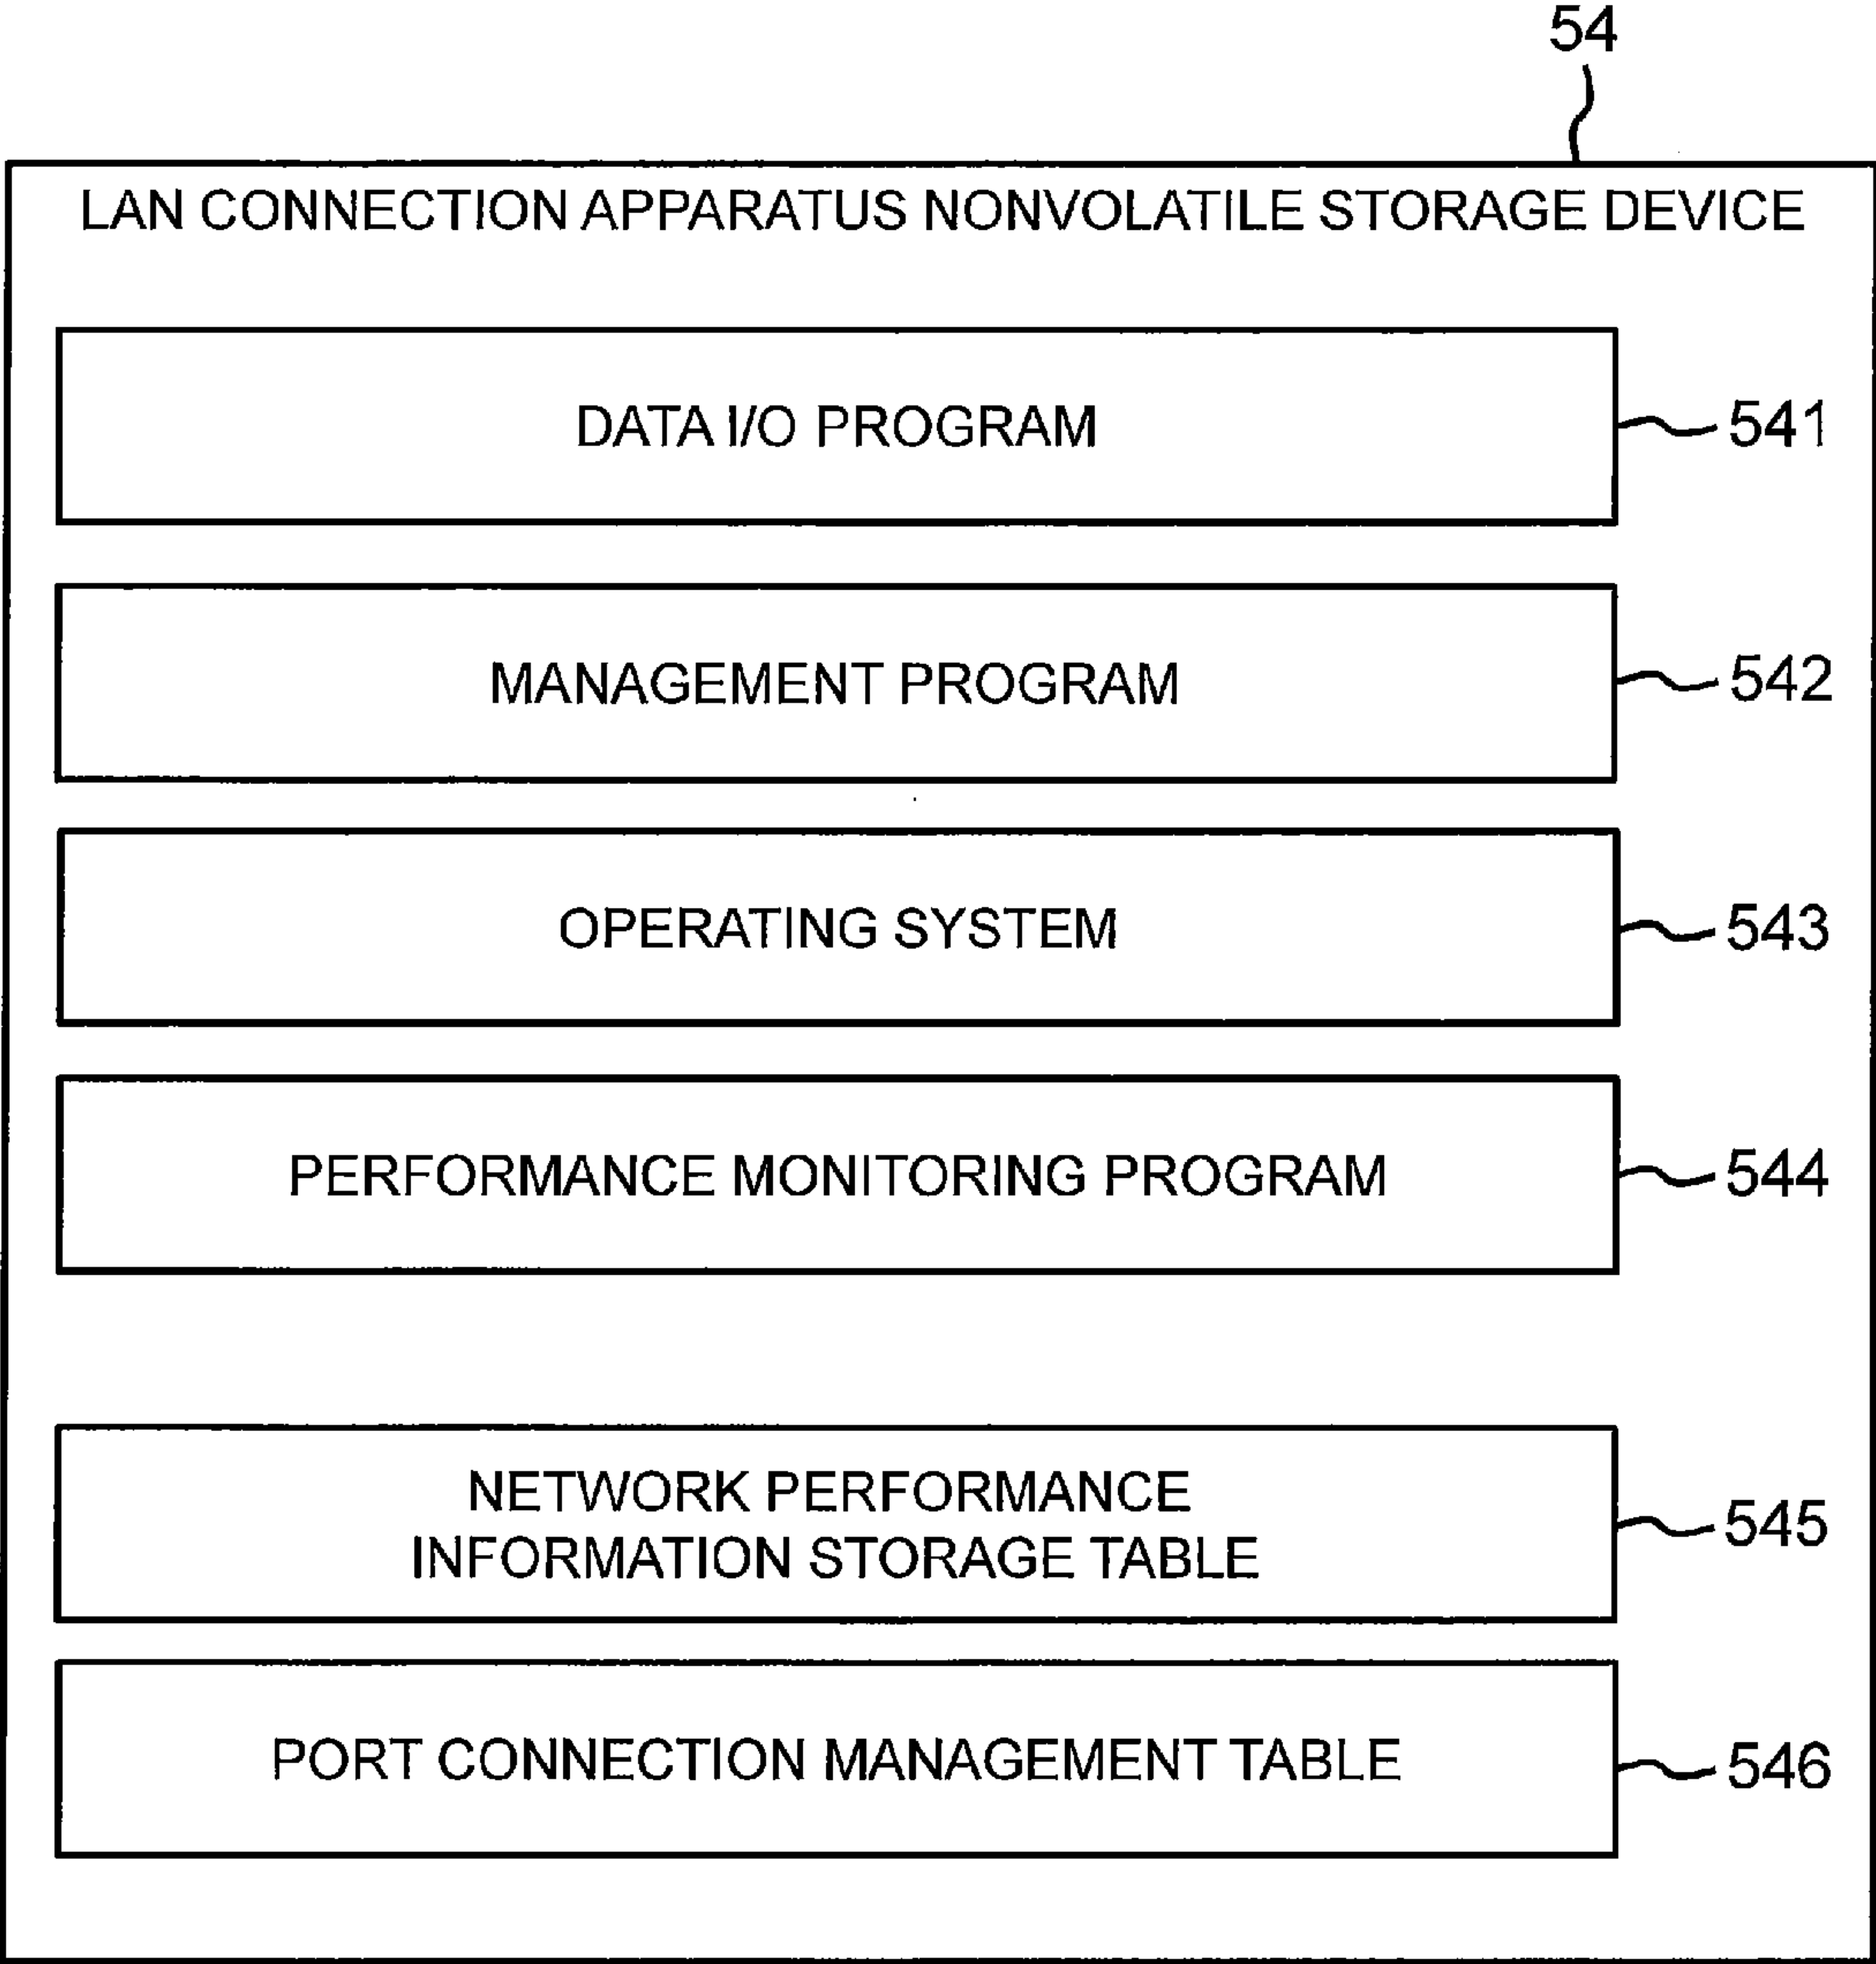 54
LAN CONNECTION APPARATUS NONVOLATILE STORAGE DEVICE
DATA I/O PROGRAM
541
MANAGEMENT PROGRAM
542
OPERATING SYSTEM
543
PERFORMANCE MONITORING PROGRAM
544
NETWORK PERFORMANCE
INFORMATION STORAGE TABLE
545
PORT CONNECTION MANAGEMENT TABLE
546